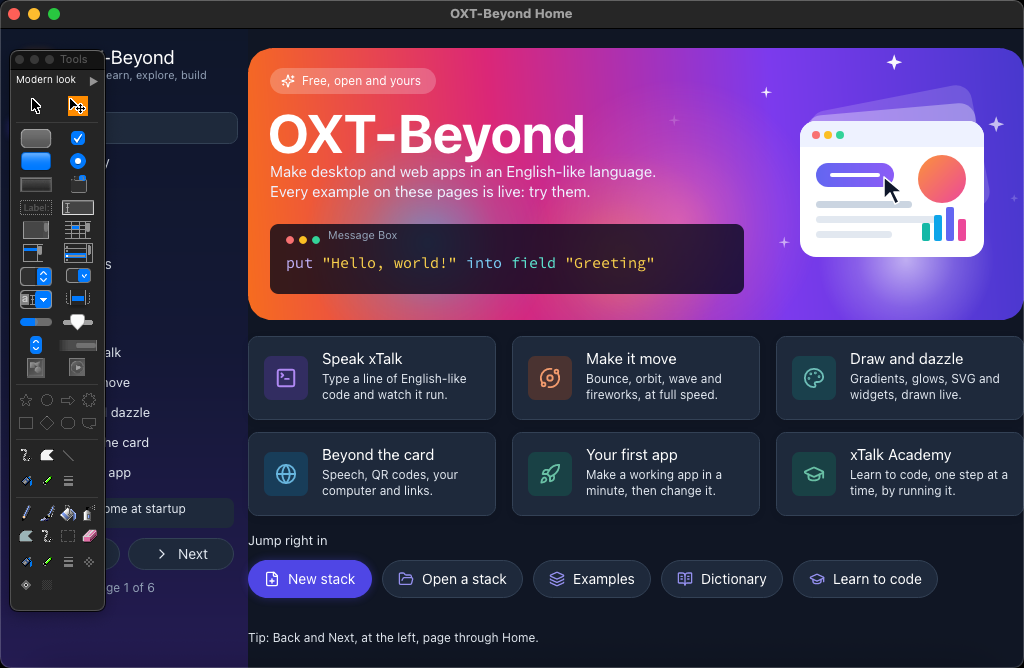 OXT-Beyond Home
Tools
Modern look
Label:
-Beyond
earn, explore, build
y
s
alk
nove
dazzle
he card
app
ome at startup
Next
ge 1 of 6
Free, open and yours
OXT-Beyond
Make desktop and web apps in an English-like language.
Every example on these pages is live: try them.
Message Box
put "Hello, world!" into field "Greeting"
Speak xTalk
Type a line of English-like
code and watch it run.
Make it move
Bounce, orbit, wave and
fireworks, at full speed.
Draw and dazzle
Gradients, glows, SVG and
widgets, drawn live.
Beyond the card
Speech, QR codes, your
computer and links.
Your first app
Make a working app in a
minute, then change it.
xTalk Academy
Learn to code, one step at a
time, by running it.
Jump right in
New stack
Open a stack
Examples
Dictionary
Learn to code
Tip: Back and Next, at the left, page through Home.